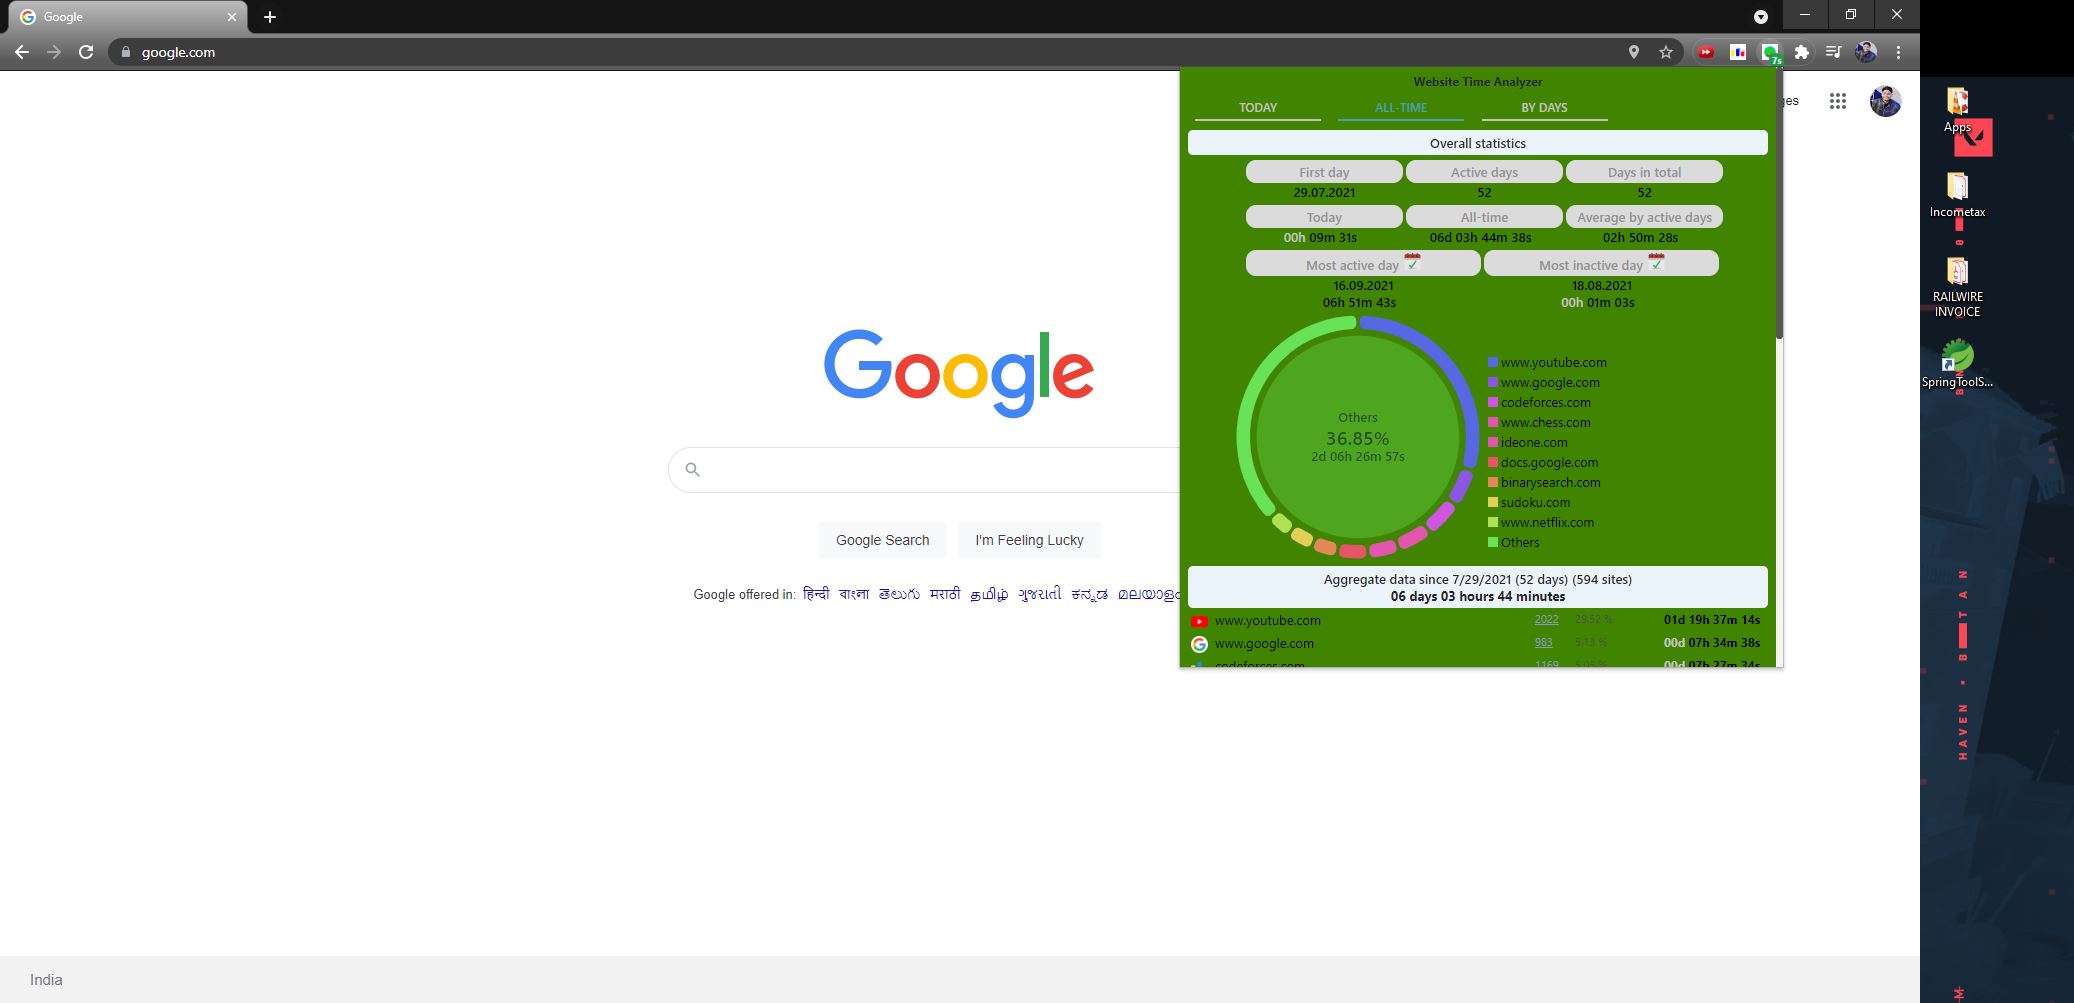 Google
google.com
7s
Website Time Analyzer
TODAY ALL-TIME BY DAYS
Overall statistics
First day Active days Days in total
29.07.2021 52 52
Today All-time Average by active days
00h 09m 31s 06d 03h 44m 38s 02h 50m 28s
Most active day Most inactive day
16.09.2021 18.08.2021
06h 51m 43s 00h 01m 03s
Others
36.85%
2d 06h 26m 57s
www.youtube.com
www.google.com
codeforces.com
www.chess.com
ideone.com
docs.google.com
binarysearch.com
sudoku.com
www.netflix.com
Others
Aggregate data since 7/29/2021 (52 days) (594 sites)
06 days 03 hours 44 minutes
www.youtube.com 2022 29.52 % 01d 19h 37m 14s
www.google.com 983 5.13 % 00d 07h 34m 38s
codeforces.com 1169 5.05 % 00d 07h 27m 34s
Google
Google Search I'm Feeling Lucky
Google offered in: हिन्दी বাংলা తెలుగు मराठी தமிழ் ગુજરાતી ಕನ್ನಡ
India
Apps
Incometax
RAILWIRE
INVOICE
SpringToolS...
HAVEN